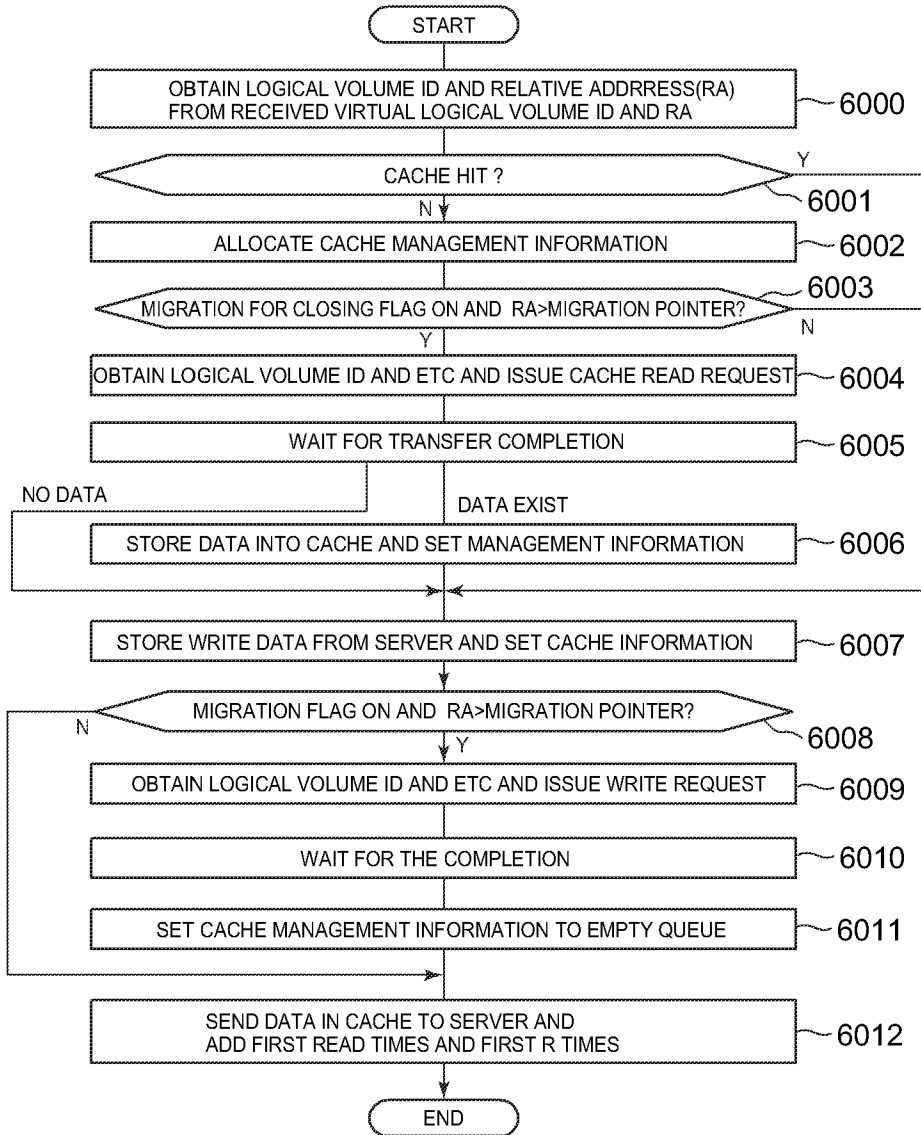 START
OBTAIN LOGICAL VOLUME ID AND RELATIVE ADDRRESS(RA)
FROM RECEIVED VIRTUAL LOGICAL VOLUME ID AND RA
6000
CACHE HIT ?
Y
6001
N
ALLOCATE CACHE MANAGEMENT INFORMATION
6002
MIGRATION FOR CLOSING FLAG ON AND RA>MIGRATION POINTER?
6003
N
Y
OBTAIN LOGICAL VOLUME ID AND ETC AND ISSUE CACHE READ REQUEST
6004
WAIT FOR TRANSFER COMPLETION
6005
NO DATA
DATA EXIST
STORE DATA INTO CACHE AND SET MANAGEMENT INFORMATION
6006
STORE WRITE DATA FROM SERVER AND SET CACHE INFORMATION
6007
MIGRATION FLAG ON AND RA>MIGRATION POINTER?
N
6008
Y
OBTAIN LOGICAL VOLUME ID AND ETC AND ISSUE WRITE REQUEST
6009
WAIT FOR THE COMPLETION
6010
SET CACHE MANAGEMENT INFORMATION TO EMPTY QUEUE
6011
SEND DATA IN CACHE TO SERVER AND
ADD FIRST READ TIMES AND FIRST R TIMES
6012
END